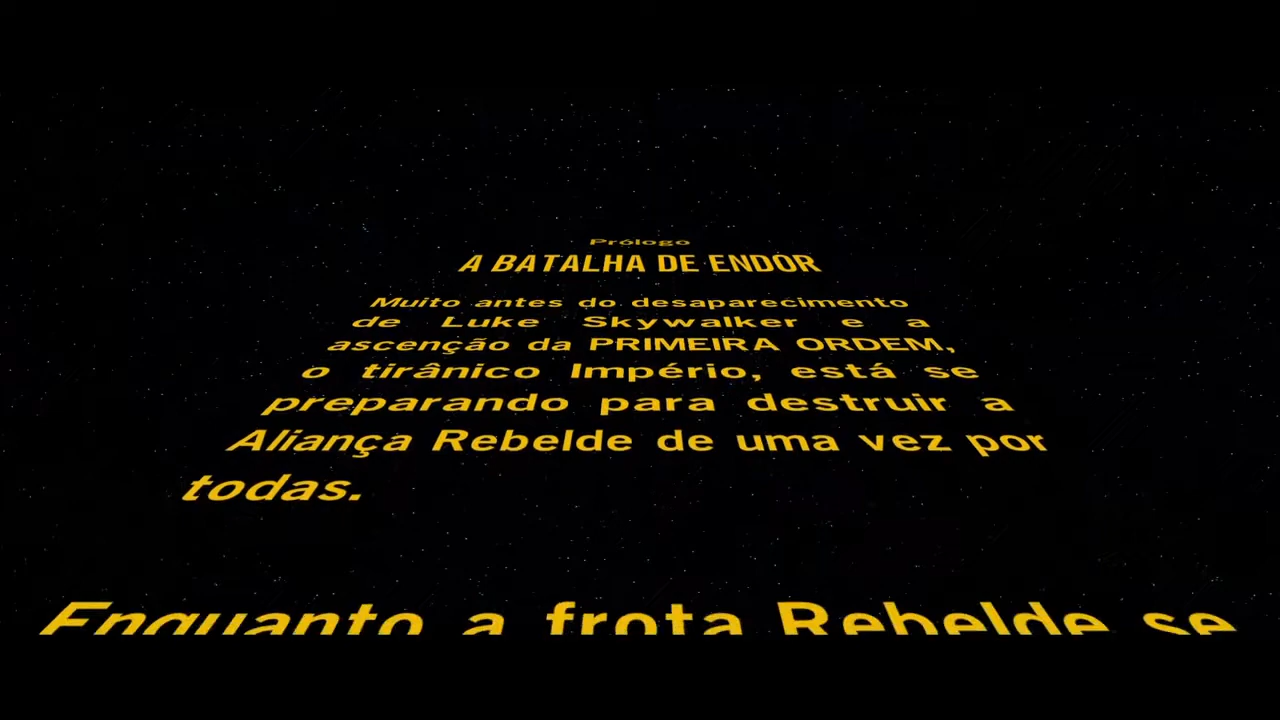 Prólogo
A BATALHA DE ENDOR
Muito antes do desaparecimento
de Luke Skywalker e a
ascenção da PRIMEIRA ORDEM,
o tirânico Império, está se
preparando para destruir a
Aliança Rebelde de uma vez por
todas.
Enquanto a frota Rebelde se